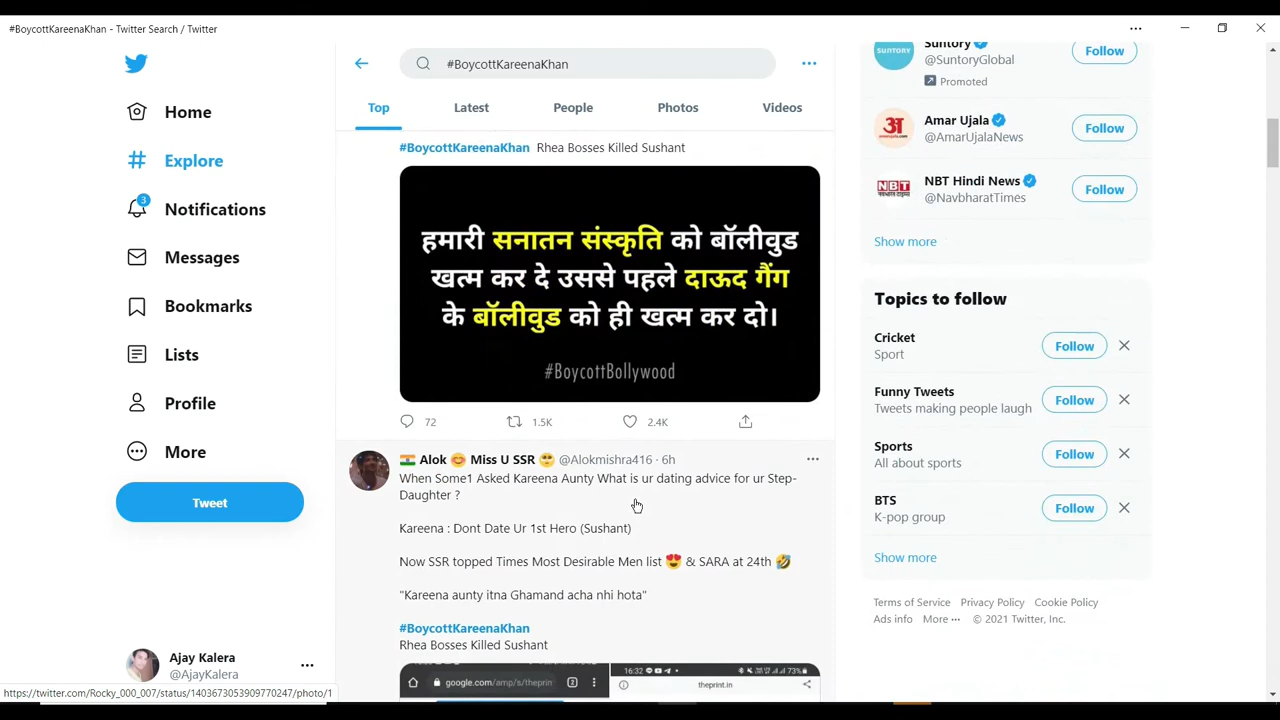 #BoycottKareenaKhan - Twitter Search / Twitter
Home
Explore
3
Notifications
Messages
Bookmarks
Lists
Profile
More
Tweet
Ajay Kalera
@AjayKalera
https://twitter.com/Rocky_000_007/status/1403673053909770247/photo/1
#BoycottKareenaKhan
Top Latest People Photos Videos
#BoycottKareenaKhan Rhea Bosses Killed Sushant
हमारी सनातन संस्कृति को बॉलीवुड
खत्म कर दे उससे पहले दाऊद गैंग
के बॉलीवुड को ही खत्म कर दो।
#BoycottBollywood
72 1.5K 2.4K
Alok Miss U SSR @Alokmishra416 · 6h
When Some1 Asked Kareena Aunty What is ur dating advice for ur Step-
Daughter ?
Kareena : Dont Date Ur 1st Hero (Sushant)
Now SSR topped Times Most Desirable Men list 😍 & SARA at 24th 🤣
"Kareena aunty itna Ghamand acha nhi hota"
#BoycottKareenaKhan
Rhea Bosses Killed Sushant
google.com/amp/s/theprin 2
16:32 73%
theprint.in
SUNTORY
Suntory
@SuntoryGlobal
Promoted
Follow
अ
Amar Ujala
@AmarUjalaNews
Follow
NBT
NBT Hindi News
@NavbharatTimes
Follow
Show more
Topics to follow
Cricket
Sport
Follow
Funny Tweets
Tweets making people laugh
Follow
Sports
All about sports
Follow
BTS
K-pop group
Follow
Show more
Terms of Service Privacy Policy Cookie Policy
Ads info More ··· © 2021 Twitter, Inc.